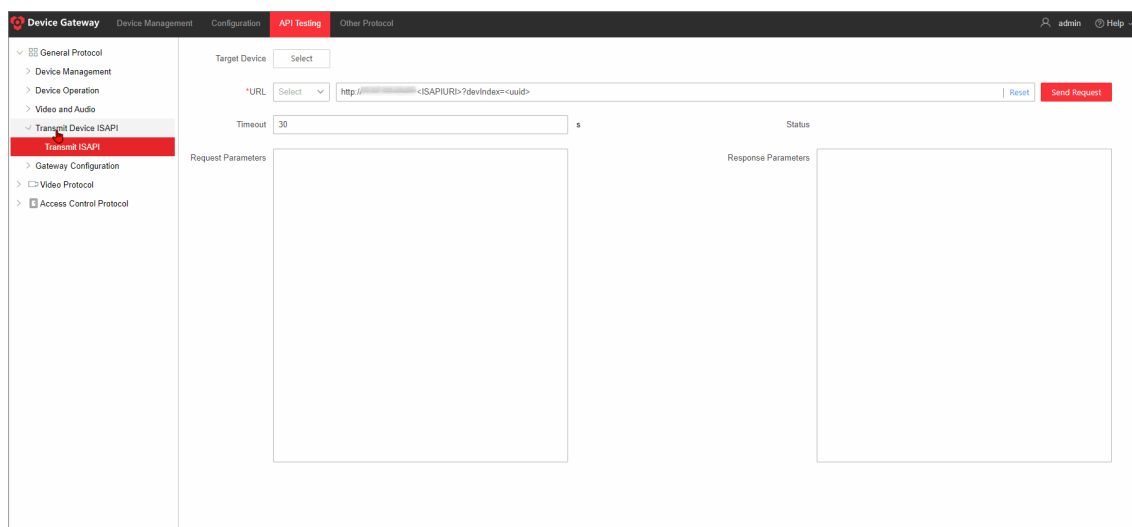 Device Gateway Device Management Configuration API Testing Other Protocol admin Help
General Protocol
Device Management
Device Operation
Video and Audio
Transmit Device ISAPI
Transmit ISAPI
Gateway Configuration
Video Protocol
Access Control Protocol
Target Device Select
*URL Select http:/ <ISAPIURI>?devIndex=<uuid> Reset Send Request
Timeout 30 s Status
Request Parameters Response Parameters